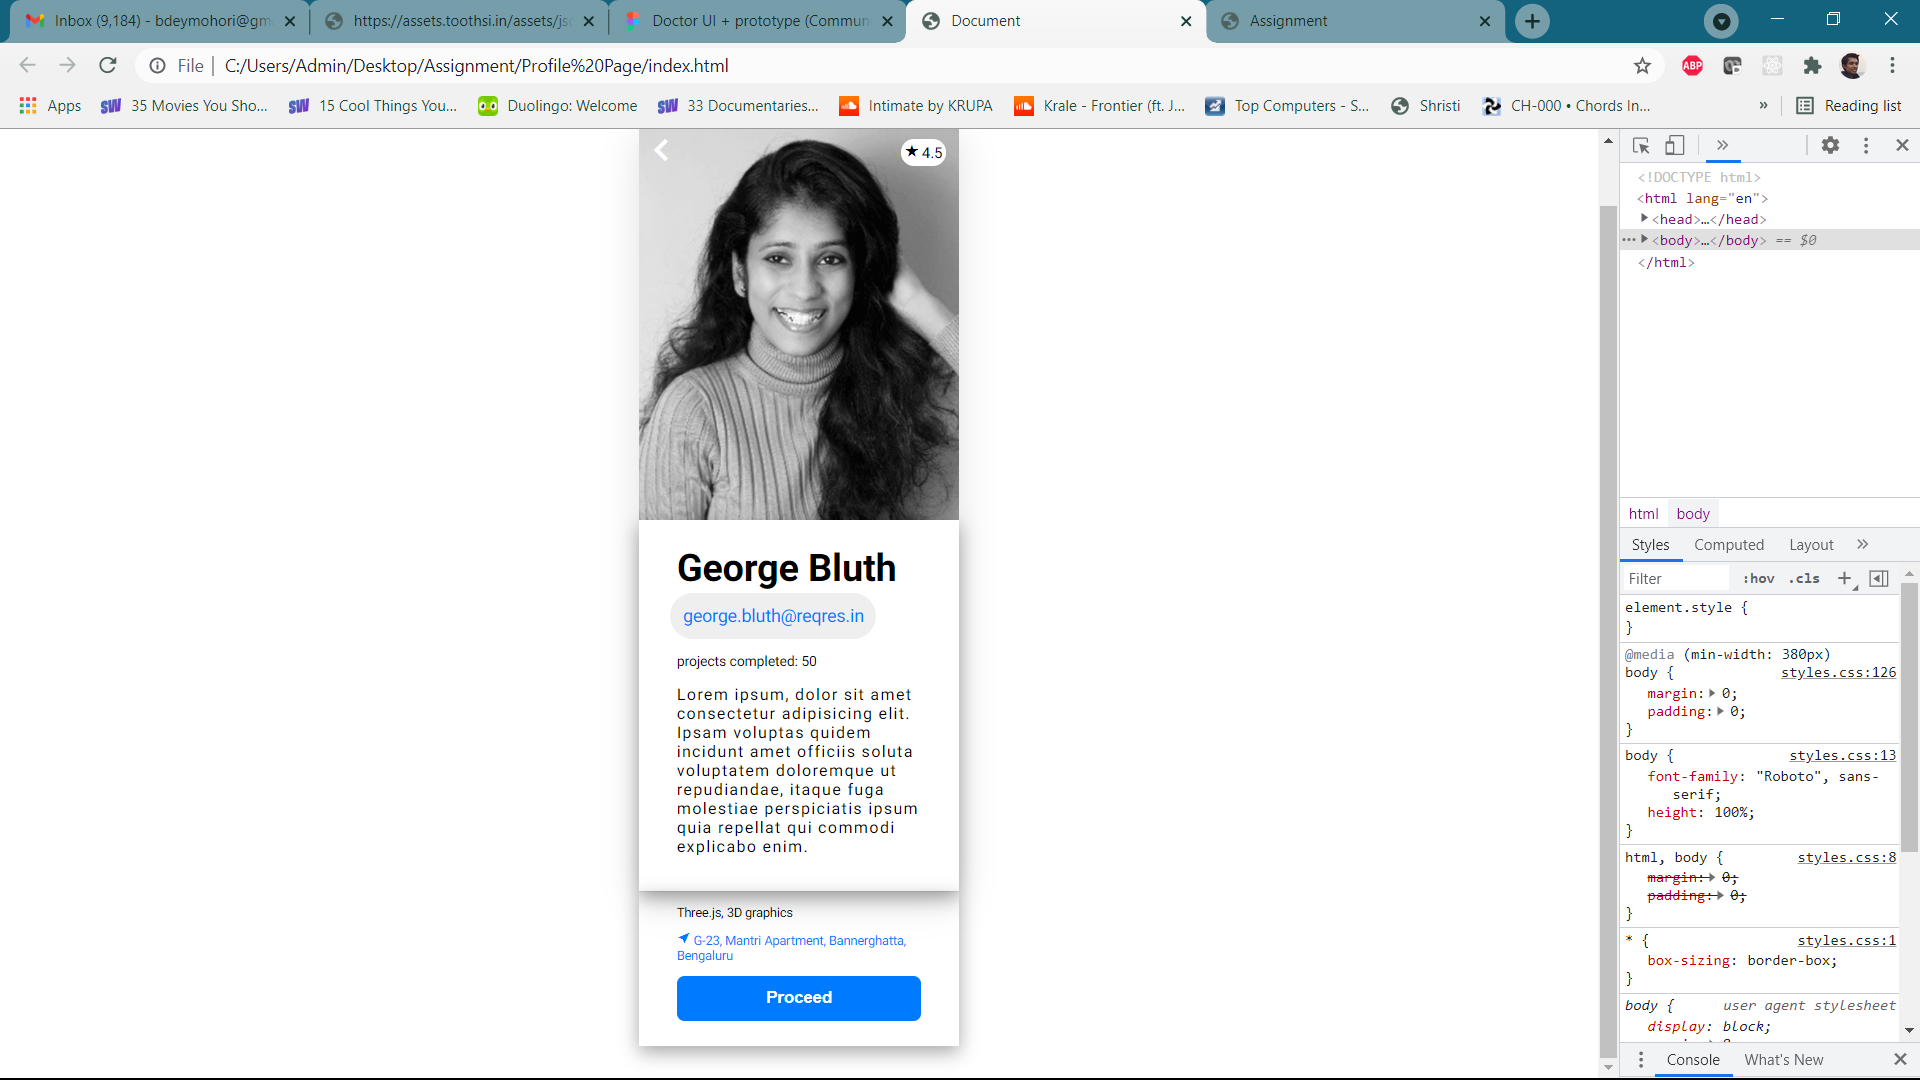 Inbox (9,184) - bdeymohori@gm
https://assets.toothsi.in/assets/js
Doctor UI + prototype (Commun
Document
Assignment
File
C:/Users/Admin/Desktop/Assignment/Profile%20Page/index.html
ABP
Apps
35 Movies You Sho...
15 Cool Things You...
Duolingo: Welcome
33 Documentaries...
Intimate by KRUPA
Krale - Frontier (ft. J...
Top Computers - S...
Shristi
CH-000 • Chords In...
»
Reading list
★ 4.5
George Bluth
george.bluth@reqres.in
projects completed: 50
Lorem ipsum, dolor sit amet
consectetur adipisicing elit.
Ipsam voluptas quidem
incidunt amet officiis soluta
voluptatem doloremque ut
repudiandae, itaque fuga
molestiae perspiciatis ipsum
quia repellat qui commodi
explicabo enim.
Three.js, 3D graphics
G-23, Mantri Apartment, Bannerghatta,
Bengaluru
Proceed
»
<!DOCTYPE html>
<html lang="en">
<head>…</head>
<body>…</body> == $0
</html>
html body
Styles Computed Layout »
Filter :hov .cls +
element.style {
}
@media (min-width: 380px)
body { styles.css:126
margin: 0;
padding: 0;
}
body { styles.css:13
font-family: "Roboto", sans-
serif;
height: 100%;
}
html, body { styles.css:8
margin: 0;
padding: 0;
}
* { styles.css:1
box-sizing: border-box;
}
body { user agent stylesheet
display: block;
Console What's New